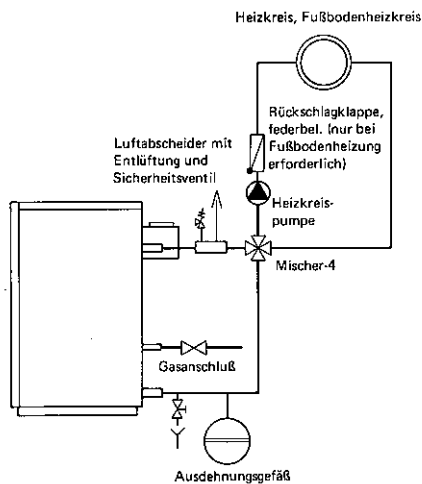 Heizkreis, Fußbodenheizkreis
Rückschlagklappe,
federbel. (nur bei
Fußbodenheizung
erforderlich)
Luftabscheider mit
Entlüftung und
Sicherheitsventil
Heizkreis-
pumpe
Mischer-4
Gasanschluß
Ausdehnungsgefäß